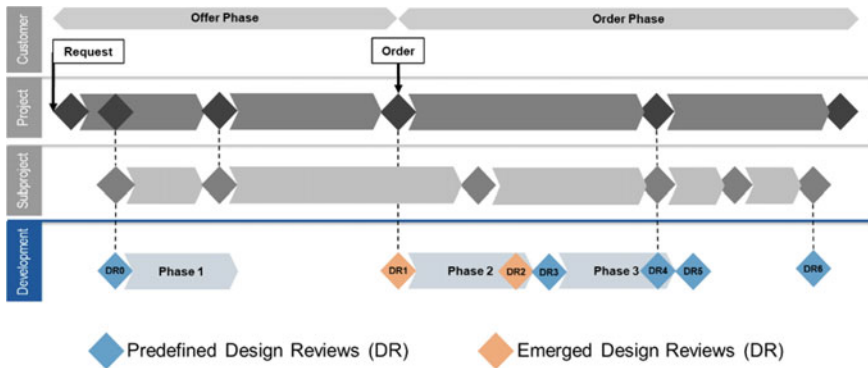 Customer
Offer Phase
Order Phase
Request
Order
Project
Subproject
Development
DR0
Phase 1
DR1
Phase 2
DR2
DR3
Phase 3
DR4
DR5
DR6
Predefined Design Reviews (DR)
Emerged Design Reviews (DR)